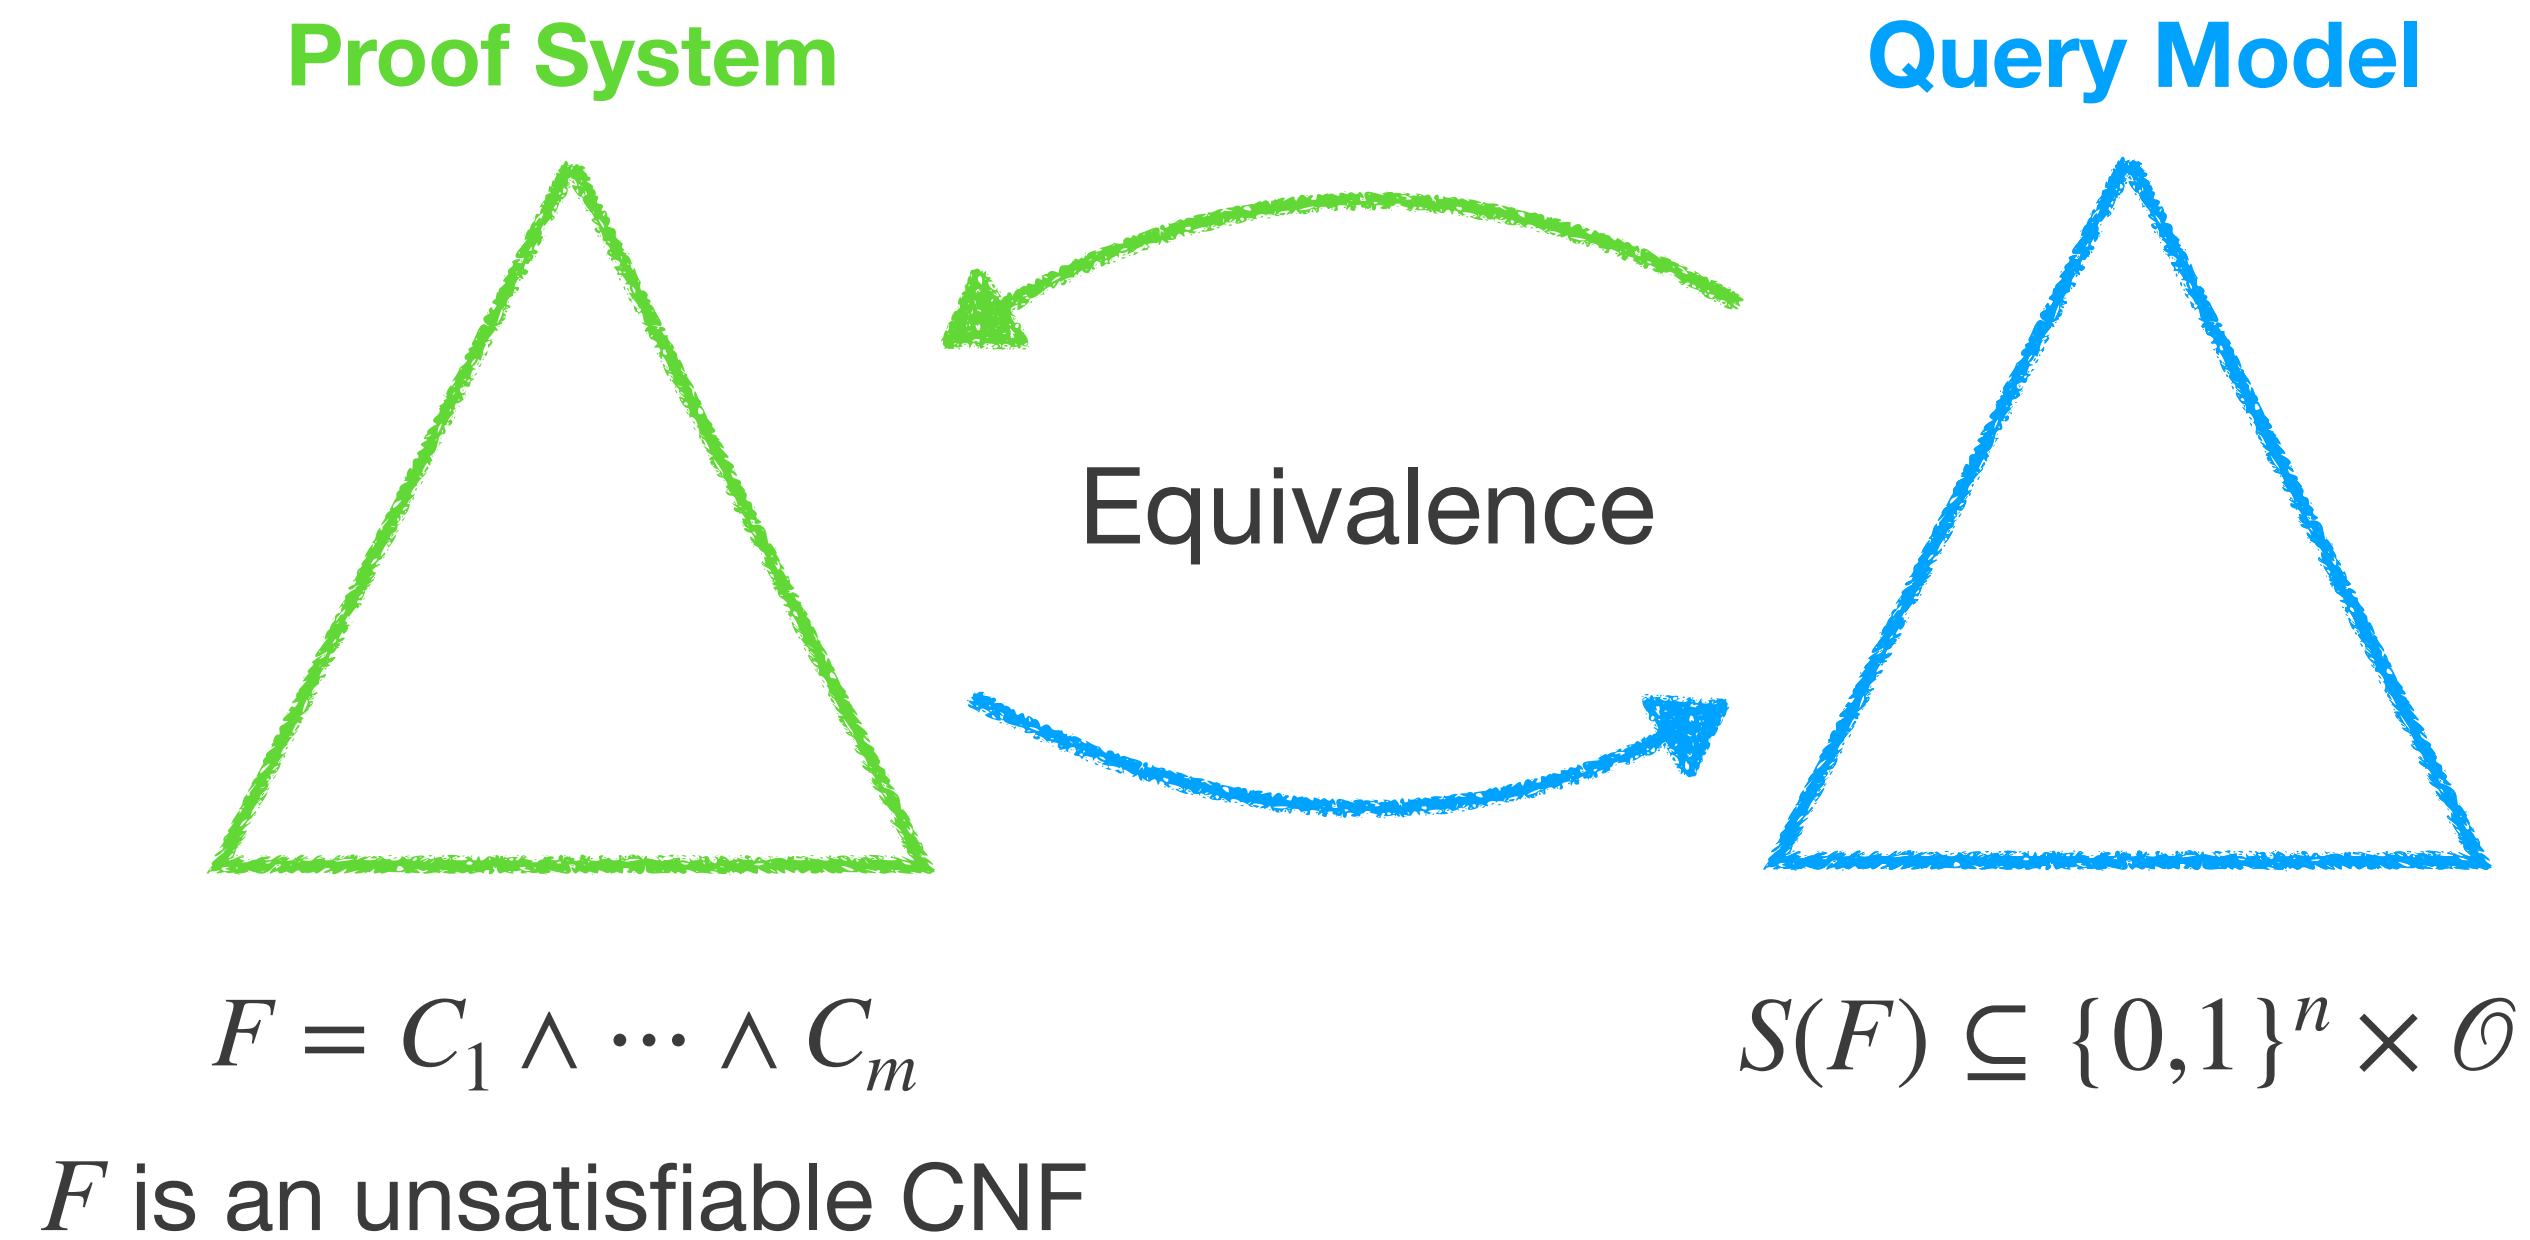 Proof System
Query Model
Equivalence
F = C₁ ∧ ⋯ ∧ Cₘ
S(F) ⊆ {0,1}ⁿ × 𝒪
F is an unsatisfiable CNF